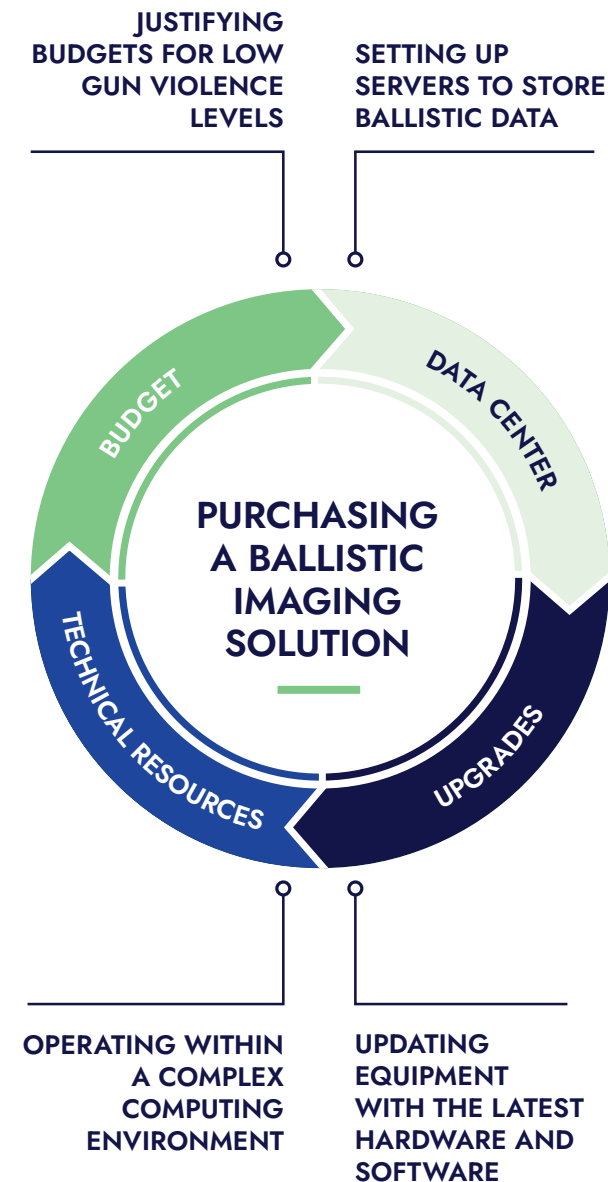 JUSTIFYING
BUDGETS FOR LOW
GUN VIOLENCE
LEVELS
SETTING UP
SERVERS TO STORE
BALLISTIC DATA
BUDGET
DATA CENTER
PURCHASING
A BALLISTIC
IMAGING
SOLUTION
TECHNICAL RESOURCES
UPGRADES
OPERATING WITHIN
A COMPLEX
COMPUTING
ENVIRONMENT
UPDATING
EQUIPMENT
WITH THE LATEST
HARDWARE AND
SOFTWARE